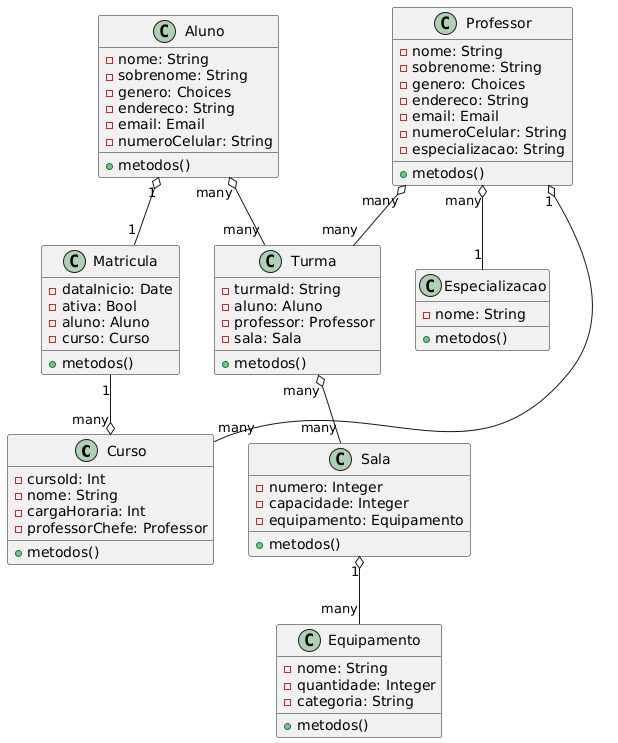 C Aluno
nome: String
sobrenome: String
genero: Choices
endereco: String
email: Email
numeroCelular: String
metodos()
C Professor
nome: String
sobrenome: String
genero: Choices
endereco: String
email: Email
numeroCelular: String
especializacao: String
metodos()
1
many
many
many
1
1
many
many
1
C Matricula
dataInicio: Date
ativa: Bool
aluno: Aluno
curso: Curso
metodos()
C Turma
turmaId: String
aluno: Aluno
professor: Professor
sala: Sala
metodos()
C Especializacao
nome: String
metodos()
1
many
many
many
many
C Curso
cursoId: Int
nome: String
cargaHoraria: Int
professorChefe: Professor
metodos()
C Sala
numero: Integer
capacidade: Integer
equipamento: Equipamento
metodos()
1
many
C Equipamento
nome: String
quantidade: Integer
categoria: String
metodos()